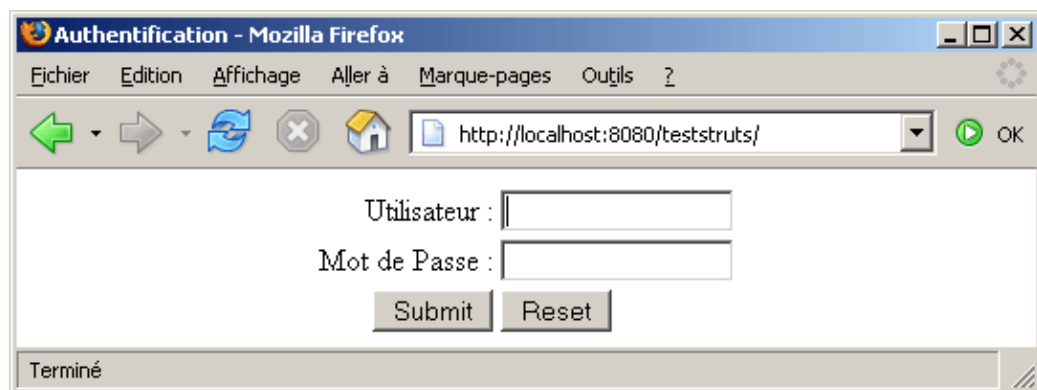 Authentification - Mozilla Firefox
Fichier Edition Affichage Aller à Marque-pages Outils ?
http://localhost:8080/teststruts/ OK
Utilisateur :
Mot de Passe :
Submit Reset
Terminé